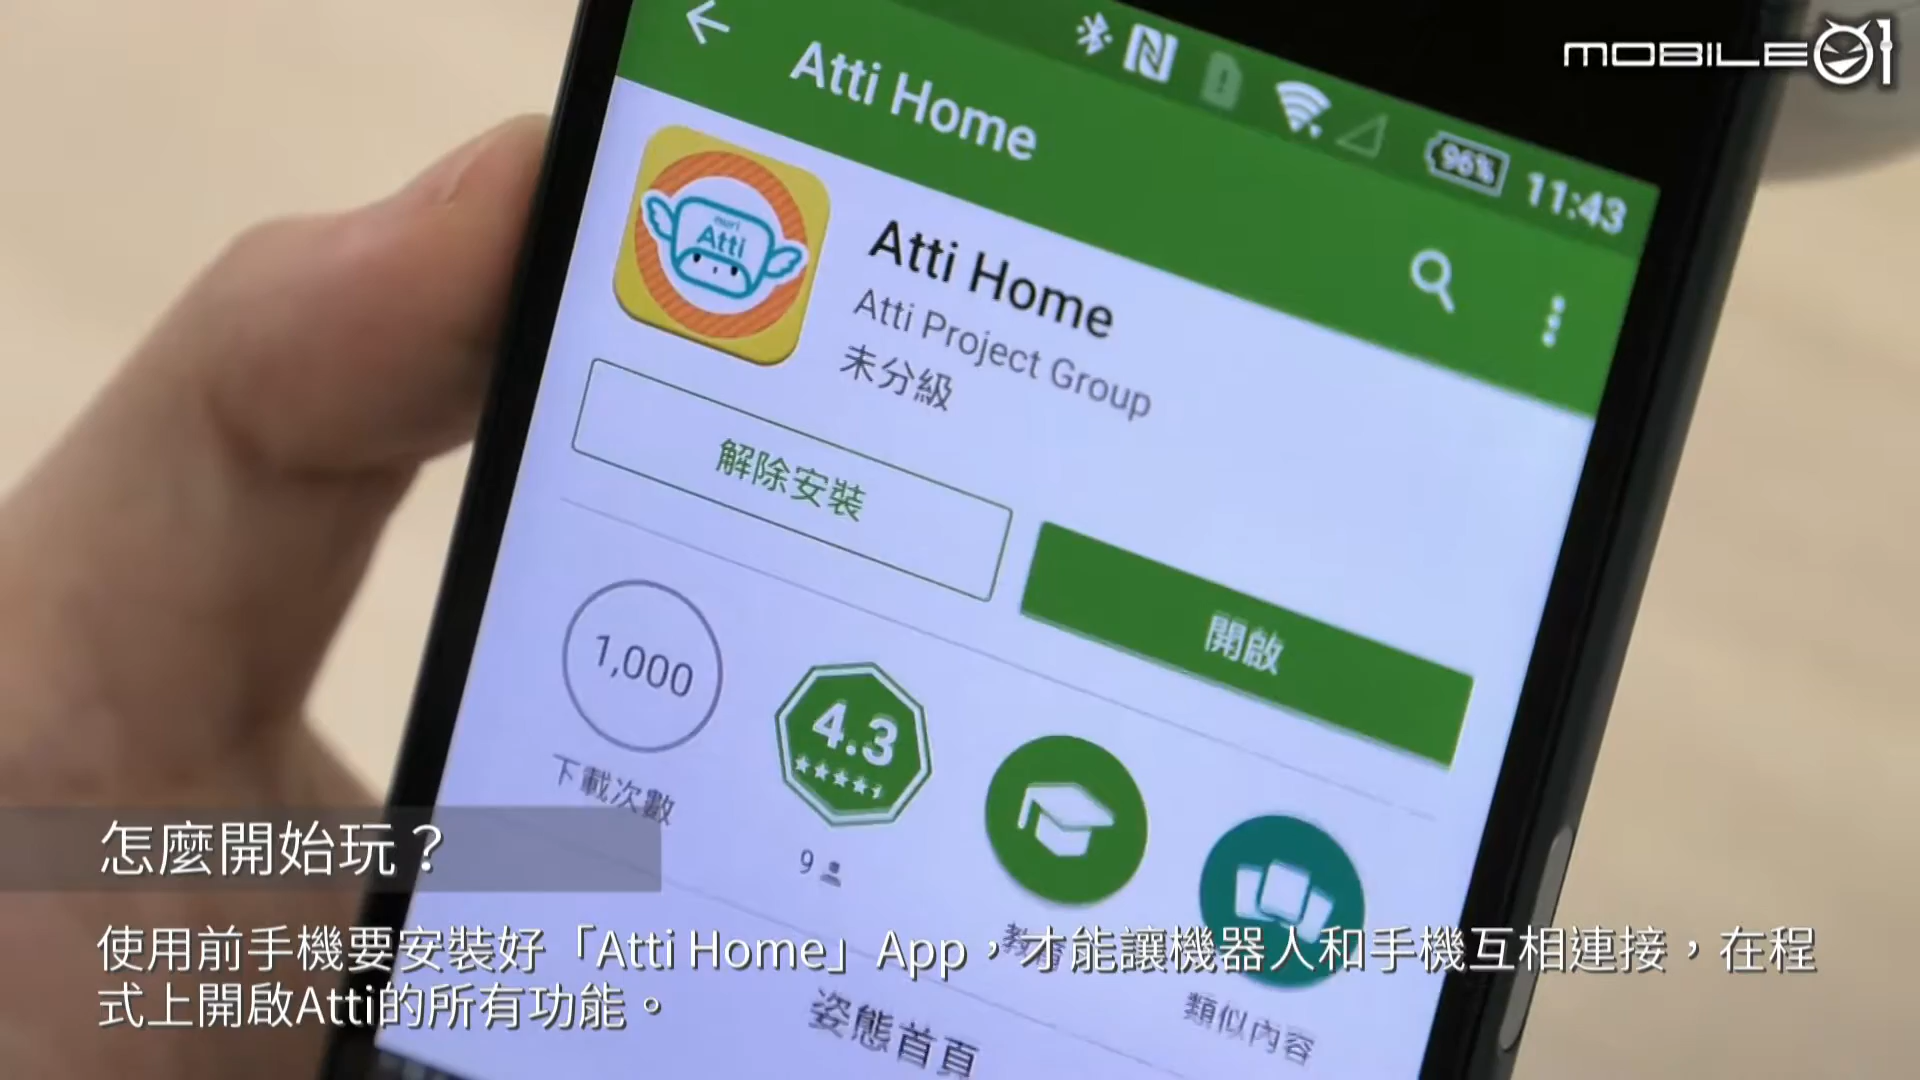 MOBILE01
96%
11:43
Atti Home
nuri
Atti
Atti Home
Atti Project Group
未分級
解除安裝
開啟
1,000
下載次數
4.3
9
教育
類似內容
姿態首頁
怎麼開始玩？
使用前手機要安裝好「Atti Home」App，才能讓機器人和手機互相連接，在程
式上開啟Atti的所有功能。